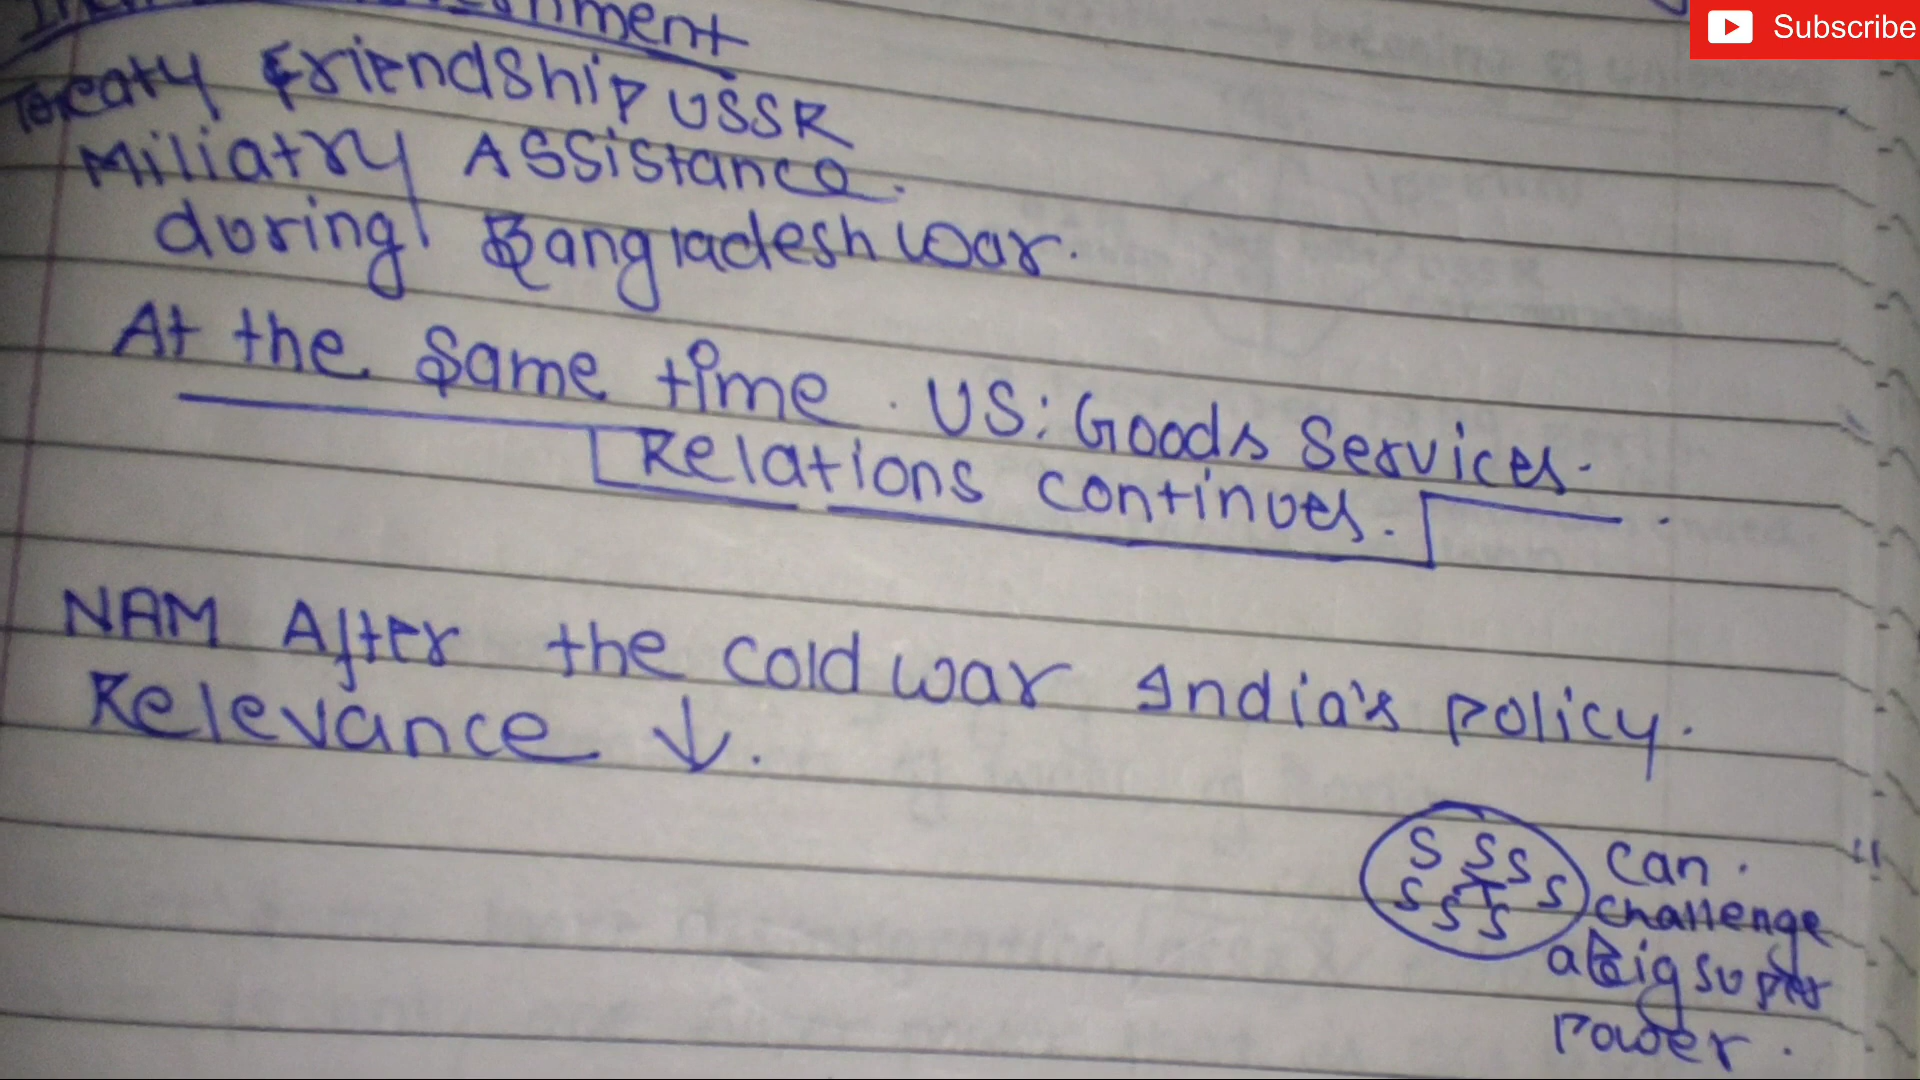 Subscribe
Treaty Friendship USSR
Miliatry Assistance.
during Bangladesh war.
At the Same time. US: Goods Services.
Relations continues.
NAM After the cold war India's policy.
Relevance ↓.
S S S S
S S S
can.
challenge
a Big super
power.